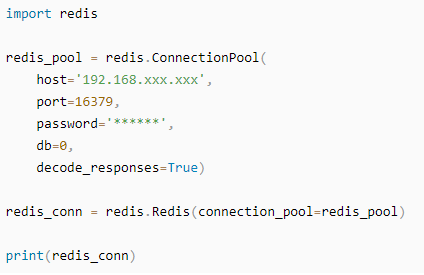 import redis

redis_pool = redis.ConnectionPool(
    host='192.168.xxx.xxx',
    port=16379,
    password='******',
    db=0,
    decode_responses=True)

redis_conn = redis.Redis(connection_pool=redis_pool)

print(redis_conn)